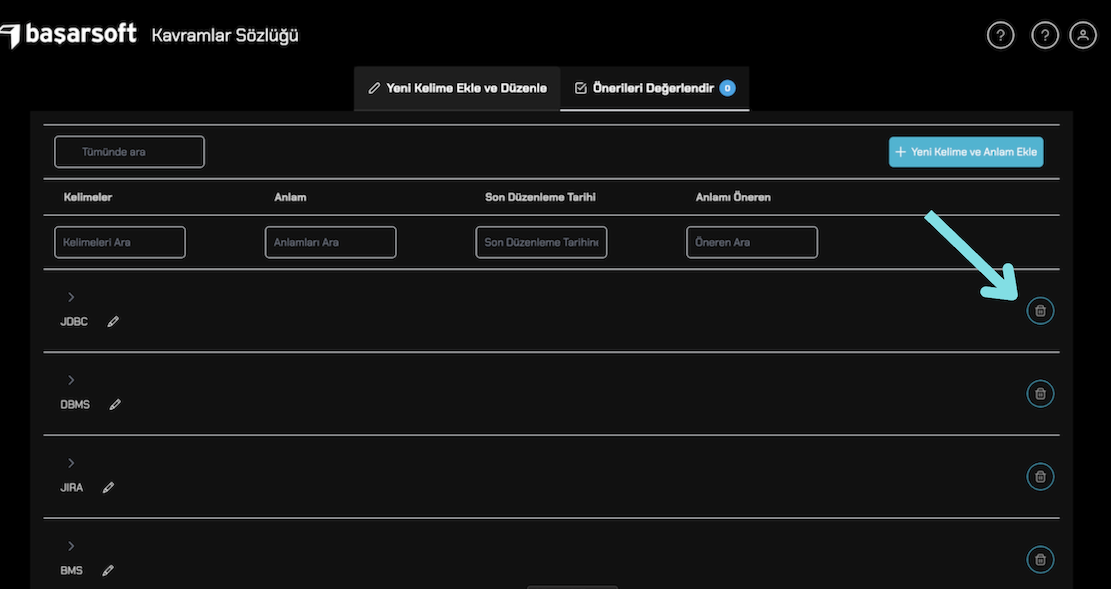 başarsoft Kavramlar Sözlüğü ? ?
Yeni Kelime Ekle ve Düzenle Önerileri Değerlendir 0
Tümünde ara + Yeni Kelime ve Anlam Ekle
Kelimeler Anlam Son Düzenleme Tarihi Anlamı Öneren
Kelimeleri Ara Anlamları Ara Son Düzenleme Tarihine Öneren Ara
JDBC
DBMS
JIRA
BMS